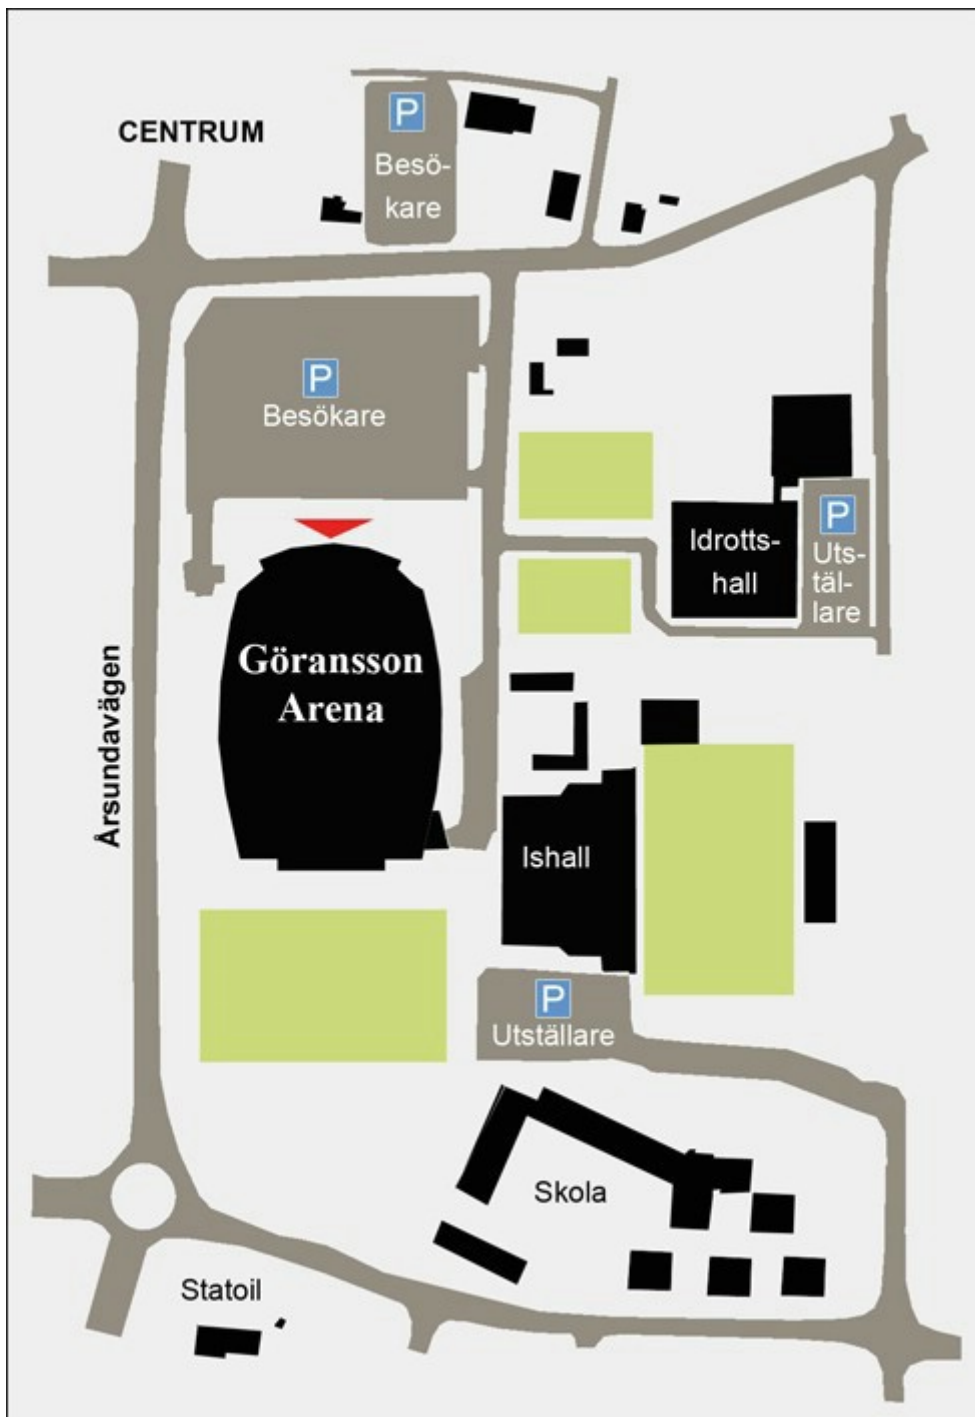 CENTRUM
P
Besö-
kare
P
Besökare
P
Uts-
täl-
lare
Idrotts-
hall
Göransson
Arena
Årsundavägen
Ishall
P
Utställare
Skola
Statoil